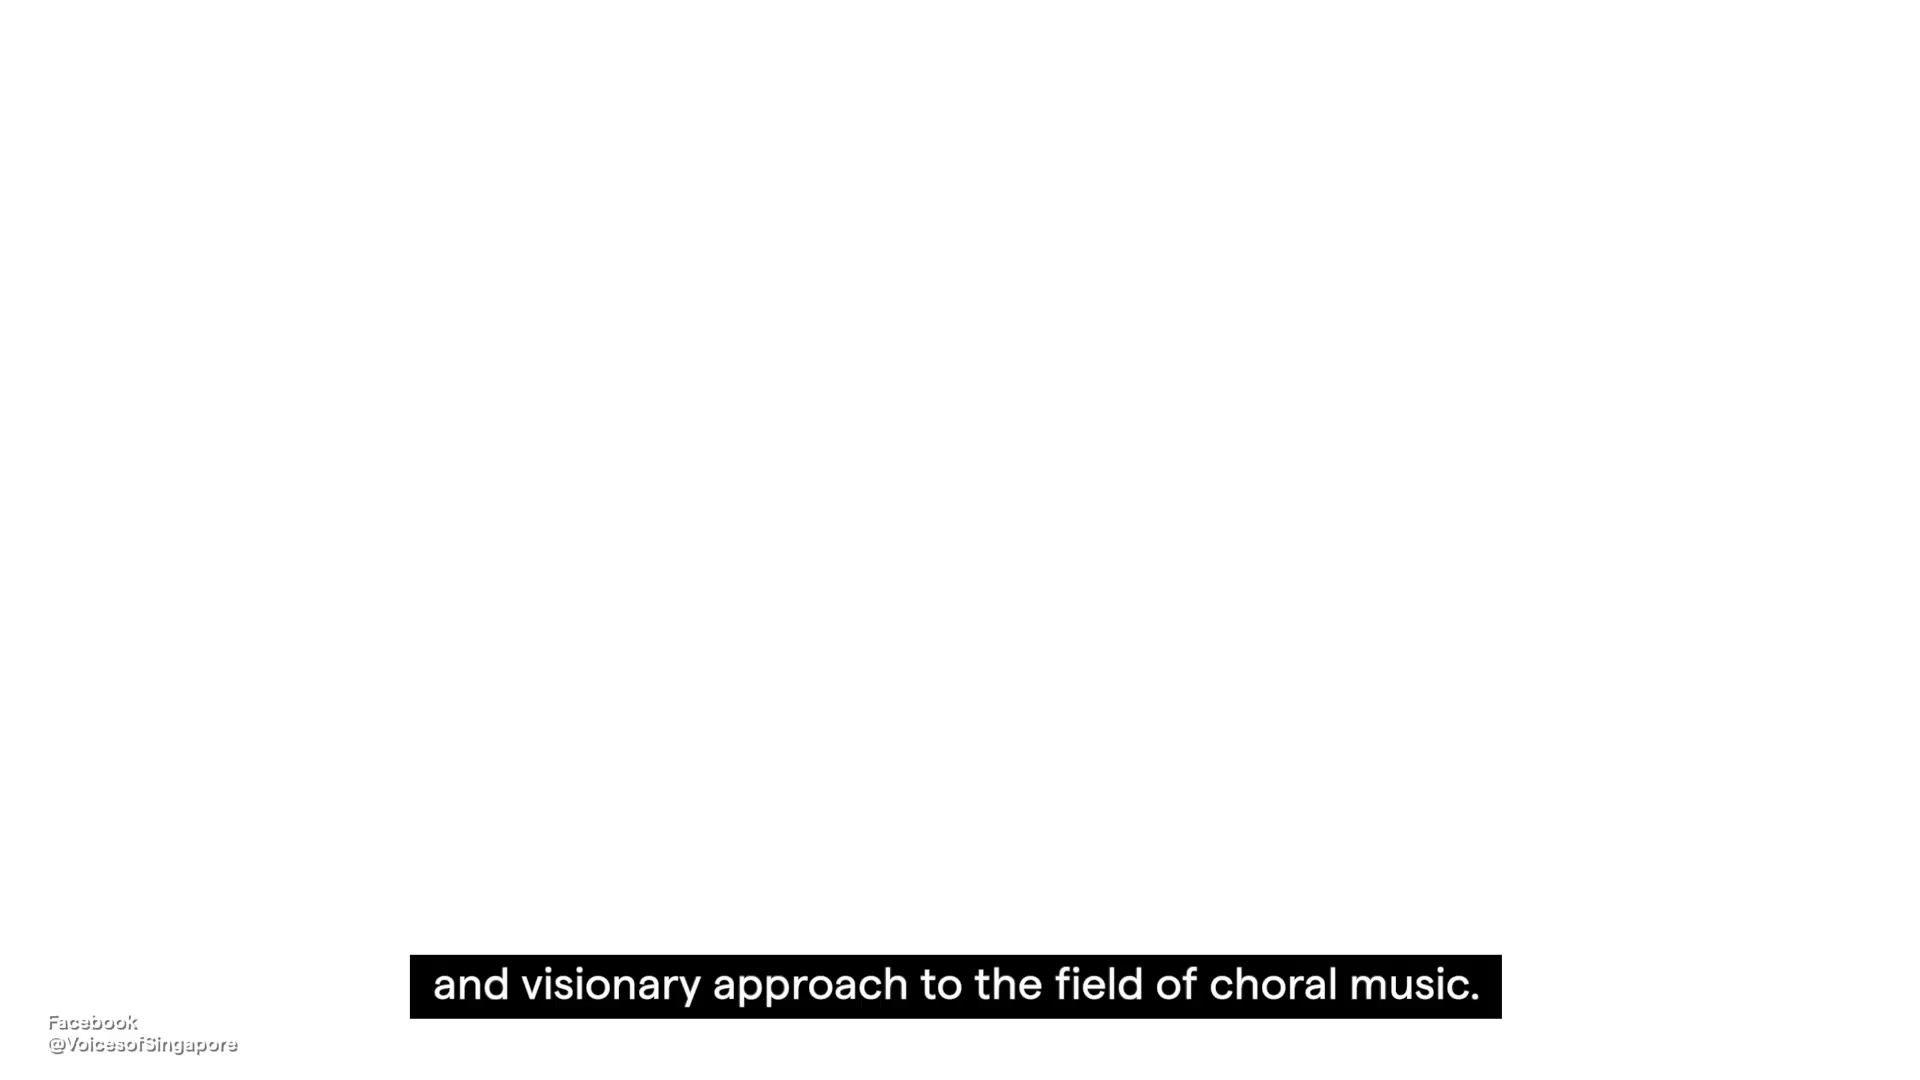 and visionary approach to the field of choral music.
Facebook
@VoicesofSingapore